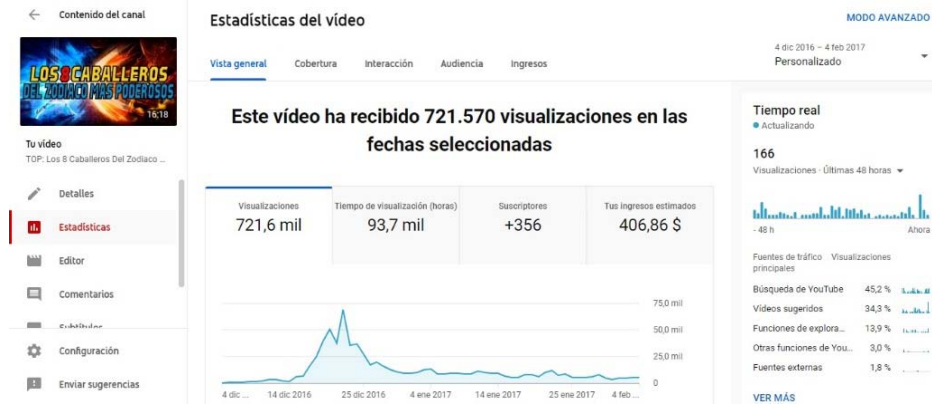 Contenido del canal
LOS 8 CABALLEROS
DEL ZODIACO MAS PODEROSOS
16:18
Tu vídeo
TOP: Los 8 Caballeros Del Zodiaco ...
Detalles
Estadísticas
Editor
Comentarios
Subtítulos
Configuración
Enviar sugerencias
Estadísticas del vídeo
MODO AVANZADO
Vista general
Cobertura
Interacción
Audiencia
Ingresos
4 dic 2016 – 4 feb 2017
Personalizado
Este vídeo ha recibido 721.570 visualizaciones en las
fechas seleccionadas
Visualizaciones
721,6 mil
Tiempo de visualización (horas)
93,7 mil
Suscriptores
+356
Tus ingresos estimados
406,86 $
75,0 mil
50,0 mil
25,0 mil
0
4 dic ...
14 dic 2016
25 dic 2016
4 ene 2017
14 ene 2017
25 ene 2017
4 feb ...
Tiempo real
Actualizando
166
Visualizaciones · Últimas 48 horas
- 48 h
Ahora
Fuentes de tráfico principales
Visualizaciones
Búsqueda de YouTube 45,2 %
Vídeos sugeridos 34,3 %
Funciones de explora... 13,9 %
Otras funciones de You... 3,0 %
Fuentes externas 1,8 %
VER MÁS